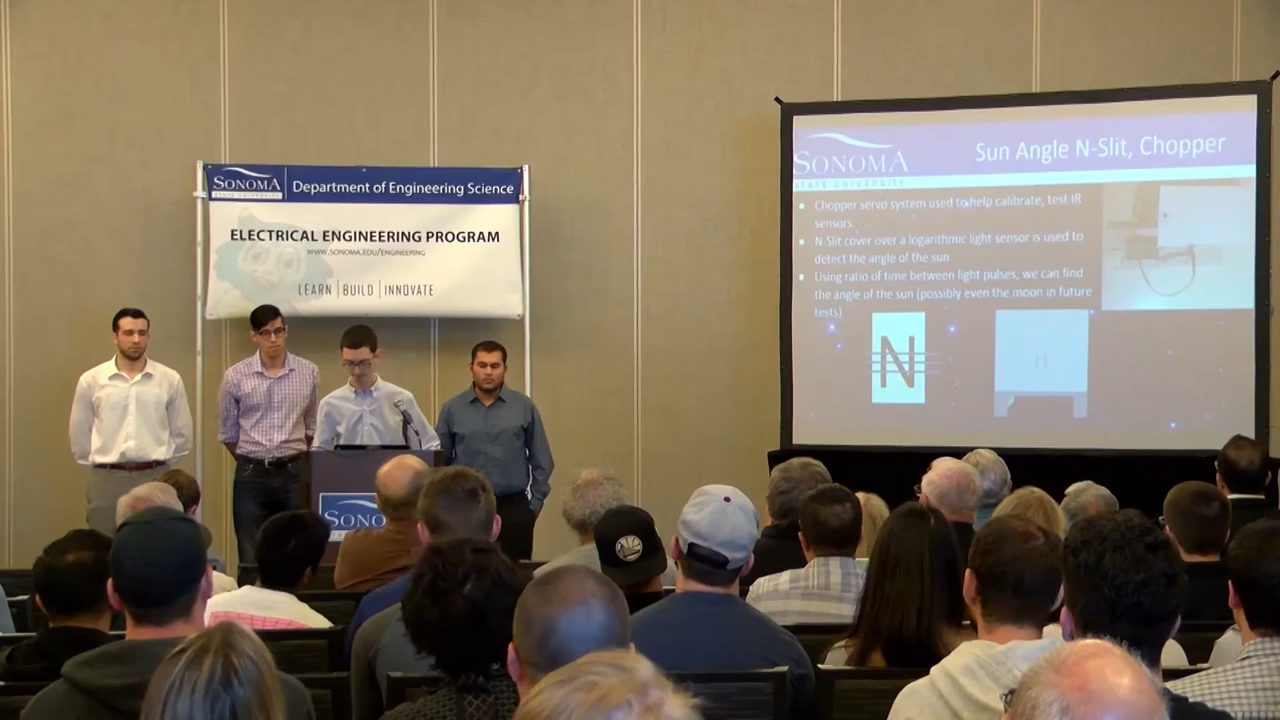 SONOMA
STATE UNIVERSITY
Department of Engineering Science
ELECTRICAL ENGINEERING PROGRAM
WWW.SONOMA.EDU/ENGINEERING
LEARN | BUILD | INNOVATE
SONO
SONOMA
STATE UNIVERSITY
Sun Angle N-Slit, Chopper
Chopper servo system used to help calibrate, test IR
sensors.
N-Slit cover over a logarithmic light sensor is used to
detect the angle of the sun
Using ratio of time between light pulses, we can find
the angle of the sun (possibly even the moon in future
tests)
N